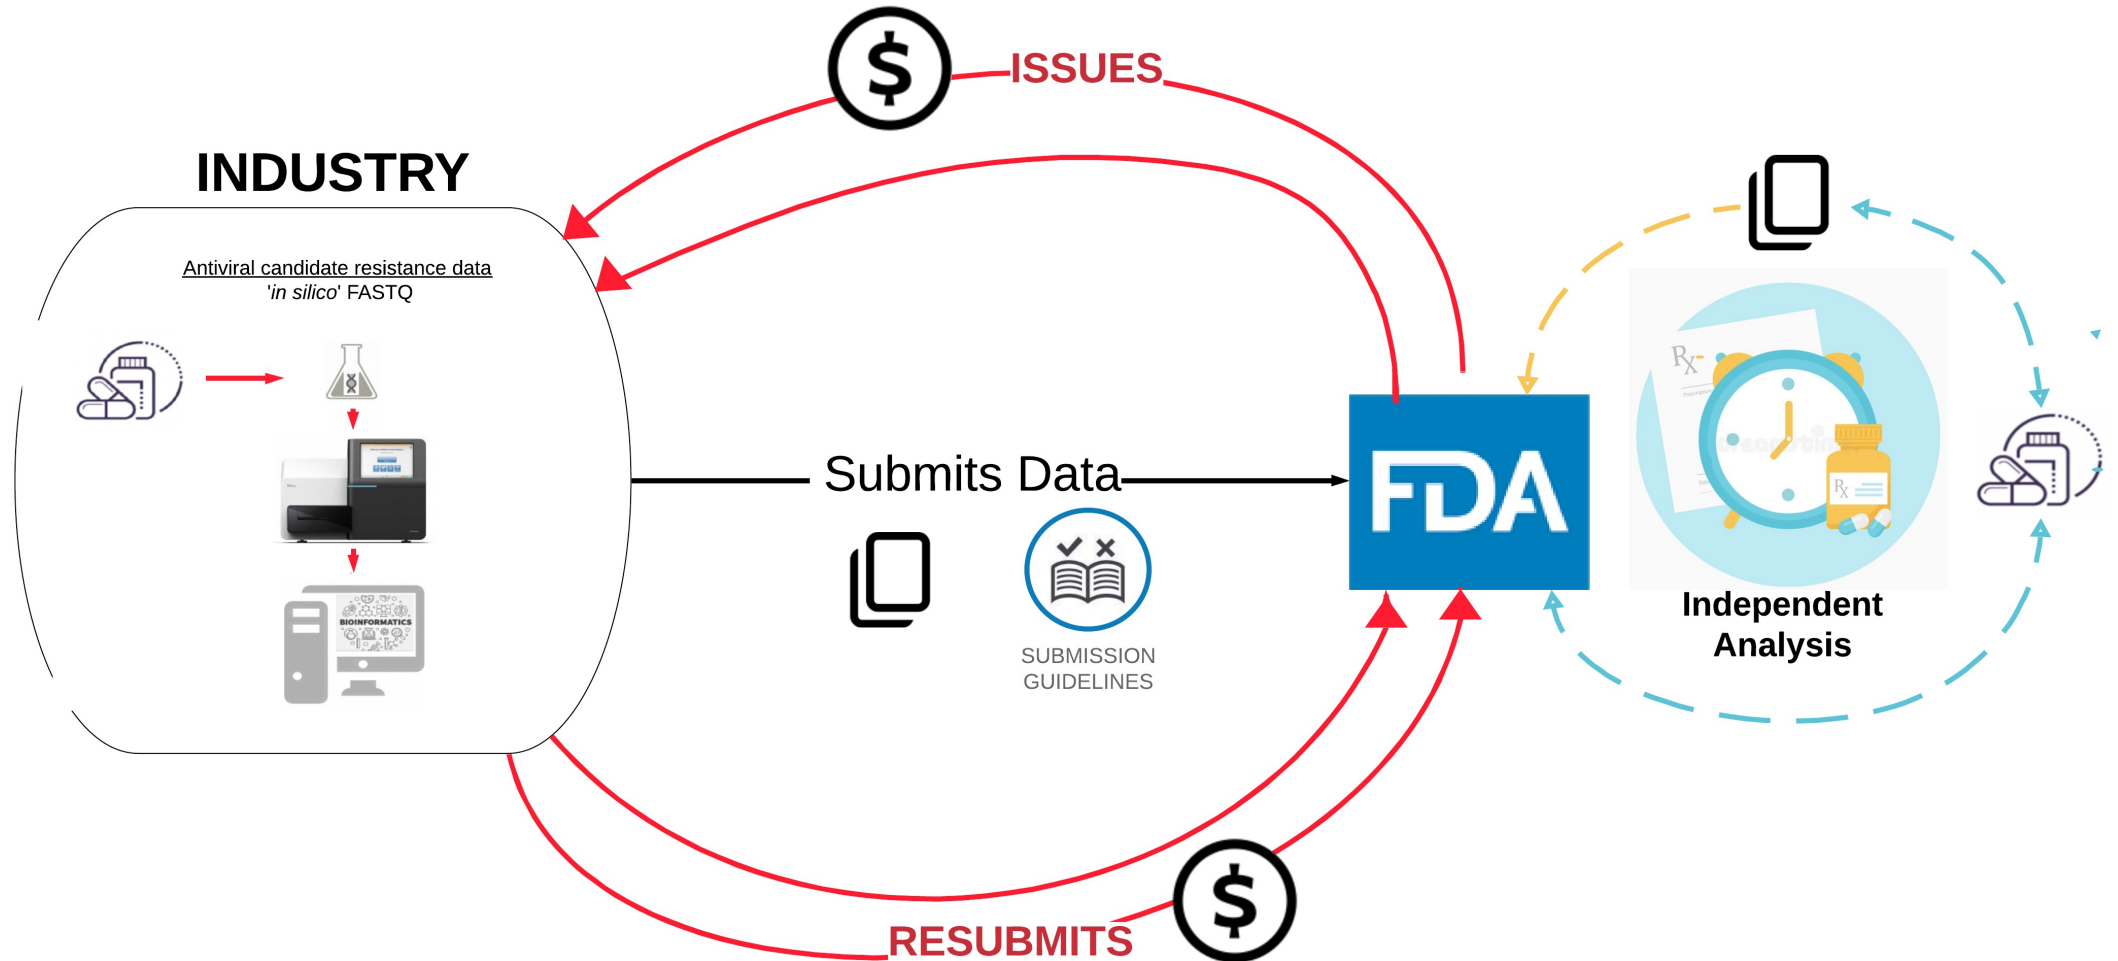 ISSUES
INDUSTRY
Antiviral candidate resistance data
'in silico' FASTQ
BIOINFORMATICS
Submits Data
SUBMISSION
GUIDELINES
FDA
Rx
Rx
Independent
Analysis
RESUBMITS
$
$